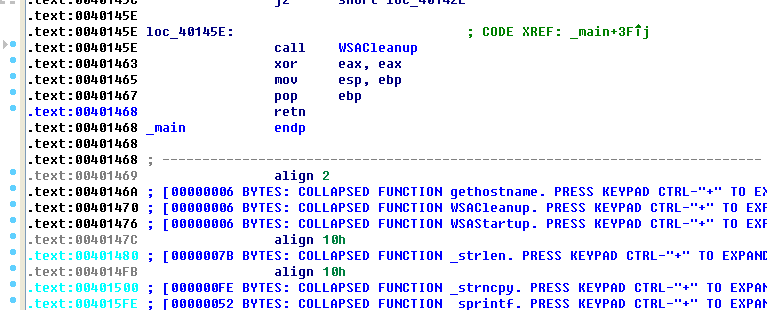 .text:0040145C jz short loc_40142E
.text:0040145E
.text:0040145E loc_40145E: ; CODE XREF: _main+3F↑j
.text:0040145E call WSACleanup
.text:00401463 xor eax, eax
.text:00401465 mov esp, ebp
.text:00401467 pop ebp
.text:00401468 retn
.text:00401468 _main endp
.text:00401468
.text:00401468 ; ---------------------------------------------------------------------------
.text:00401469 align 2
.text:0040146A ; [00000006 BYTES: COLLAPSED FUNCTION gethostname. PRESS KEYPAD CTRL-"+" TO EX
.text:00401470 ; [00000006 BYTES: COLLAPSED FUNCTION WSACleanup. PRESS KEYPAD CTRL-"+" TO EXP
.text:00401476 ; [00000006 BYTES: COLLAPSED FUNCTION WSAStartup. PRESS KEYPAD CTRL-"+" TO EXP
.text:0040147C align 10h
.text:00401480 ; [0000007B BYTES: COLLAPSED FUNCTION _strlen. PRESS KEYPAD CTRL-"+" TO EXPAND
.text:004014FB align 10h
.text:00401500 ; [000000FE BYTES: COLLAPSED FUNCTION _strncpy. PRESS KEYPAD CTRL-"+" TO EXPAN
.text:004015FE ; [00000052 BYTES: COLLAPSED FUNCTION _sprintf. PRESS KEYPAD CTRL-"+" TO EXPAN